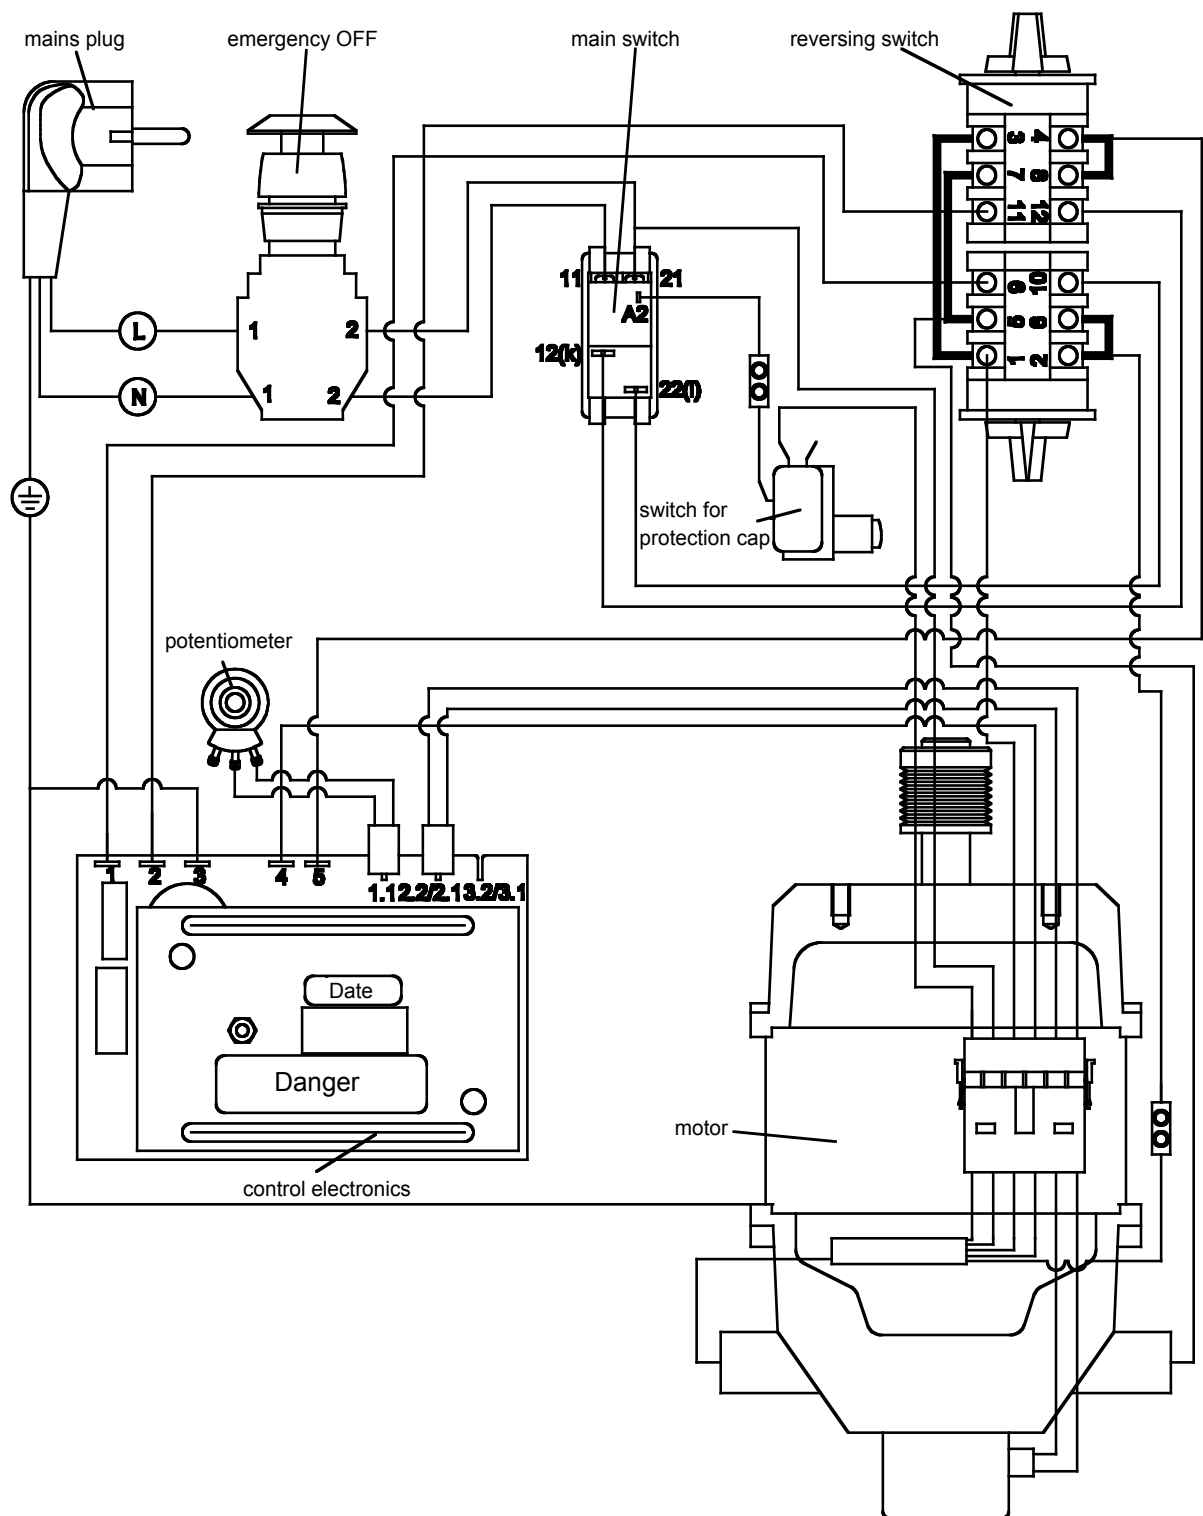 mains plug
emergency OFF
main switch
reversing switch
3 4
7 8
11 12
11 21
A2
9 10
5 6
1 2
L 1 2
12(k)
22(l)
N 1 2
switch for
protection cap
potentiometer
1 2 3 4 5
1.1 2.2/2.1 3.2/3.1
Date
Danger
motor
control electronics